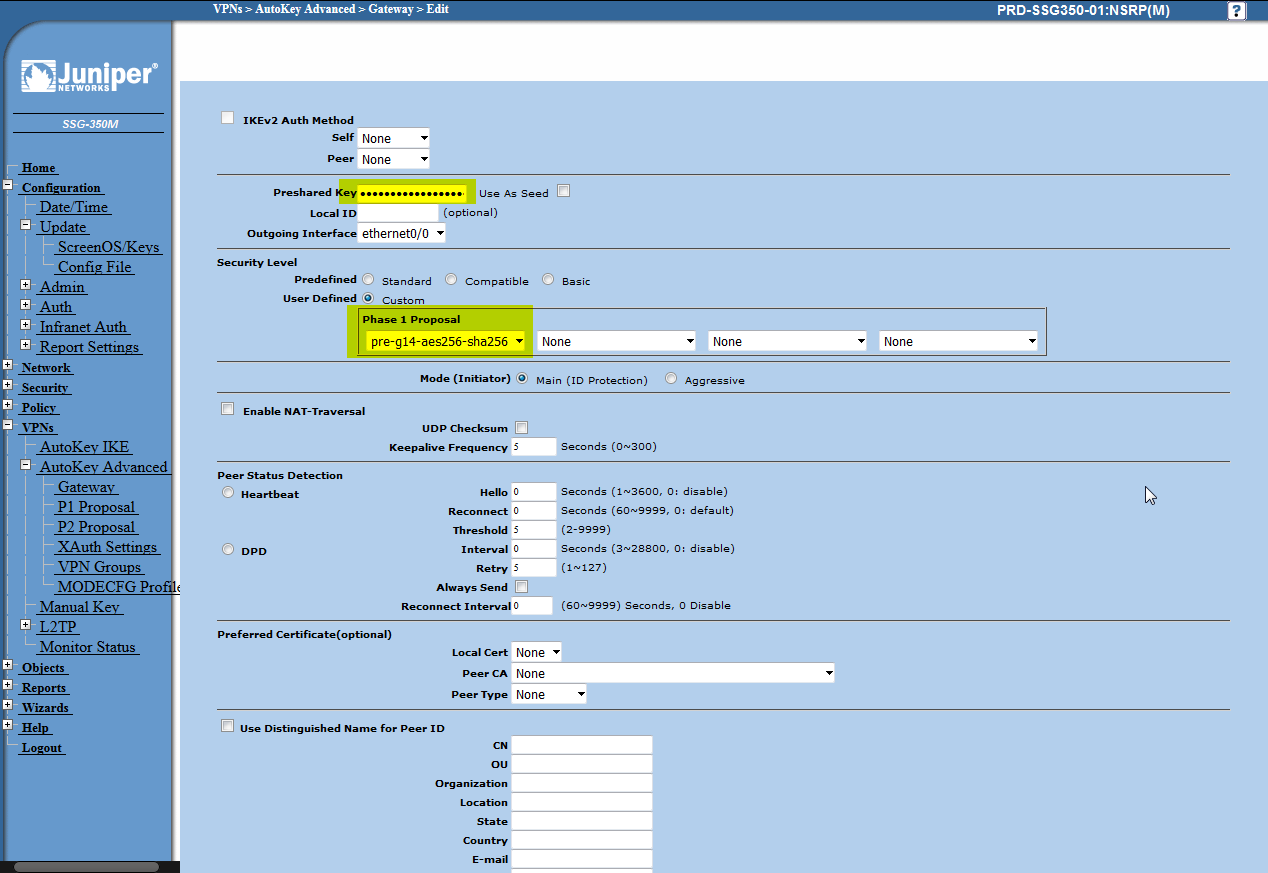 VPNs > AutoKey Advanced > Gateway > Edit
PRD-SSG350-01:NSRP(M)
?
Juniper®
NETWORKS
SSG-350M
Home
Configuration
Date/Time
Update
ScreenOS/Keys
Config File
Admin
Auth
Infranet Auth
Report Settings
Network
Security
Policy
VPNs
AutoKey IKE
AutoKey Advanced
Gateway
P1 Proposal
P2 Proposal
XAuth Settings
VPN Groups
MODECFG Profile
Manual Key
L2TP
Monitor Status
Objects
Reports
Wizards
Help
Logout
IKEv2 Auth Method
Self None
Peer None
Preshared Key ●●●●●●●●●●●●●●●●● Use As Seed
Local ID (optional)
Outgoing Interface ethernet0/0
Security Level
Predefined Standard Compatible Basic
User Defined Custom
Phase 1 Proposal
pre-g14-aes256-sha256 None None None
Mode (Initiator) Main (ID Protection) Aggressive
Enable NAT-Traversal
UDP Checksum
Keepalive Frequency 5 Seconds (0~300)
Peer Status Detection
Heartbeat Hello 0 Seconds (1~3600, 0: disable)
Reconnect 0 Seconds (60~9999, 0: default)
Threshold 5 (2-9999)
DPD Interval 0 Seconds (3~28800, 0: disable)
Retry 5 (1~127)
Always Send
Reconnect Interval 0 (60~9999) Seconds, 0 Disable
Preferred Certificate(optional)
Local Cert None
Peer CA None
Peer Type None
Use Distinguished Name for Peer ID
CN
OU
Organization
Location
State
Country
E-mail